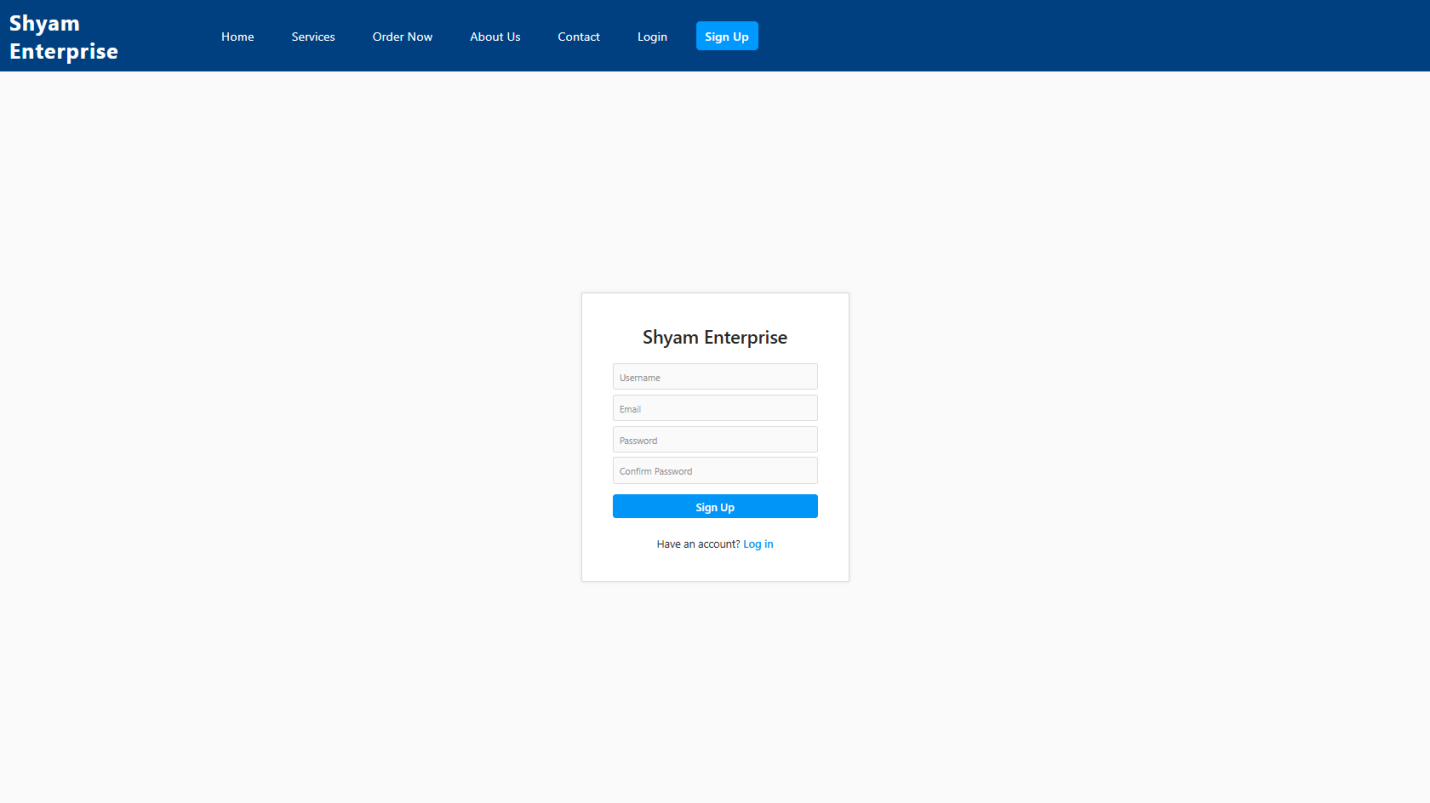 Shyam
Enterprise
Home Services Order Now About Us Contact Login Sign Up
Shyam Enterprise
Username
Email
Password
Confirm Password
Sign Up
Have an account? Log in